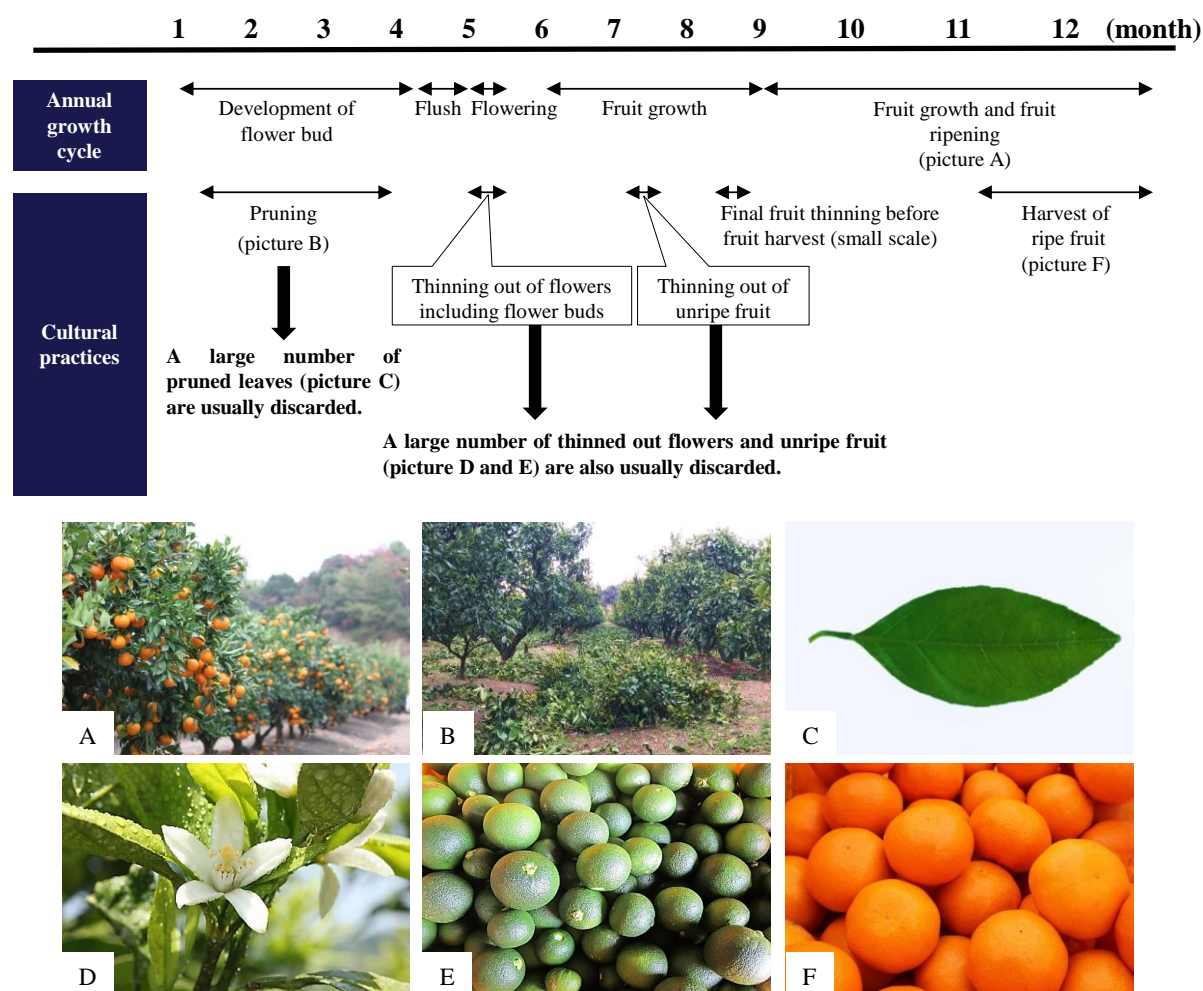 1 2 3 4 5 6 7 8 9 10 11 12 (month)
Annual
growth
cycle
Development of
flower bud
Flush
Flowering
Fruit growth
Fruit growth and fruit
ripening
(picture A)
Cultural
practices
Pruning
(picture B)
Final fruit thinning before
fruit harvest (small scale)
Harvest of
ripe fruit
(picture F)
Thinning out of flowers
including flower buds
Thinning out of
unripe fruit
A large number of
pruned leaves (picture C)
are usually discarded.
A large number of thinned out flowers and unripe fruit
(picture D and E) are also usually discarded.
A
B
C
D
E
F